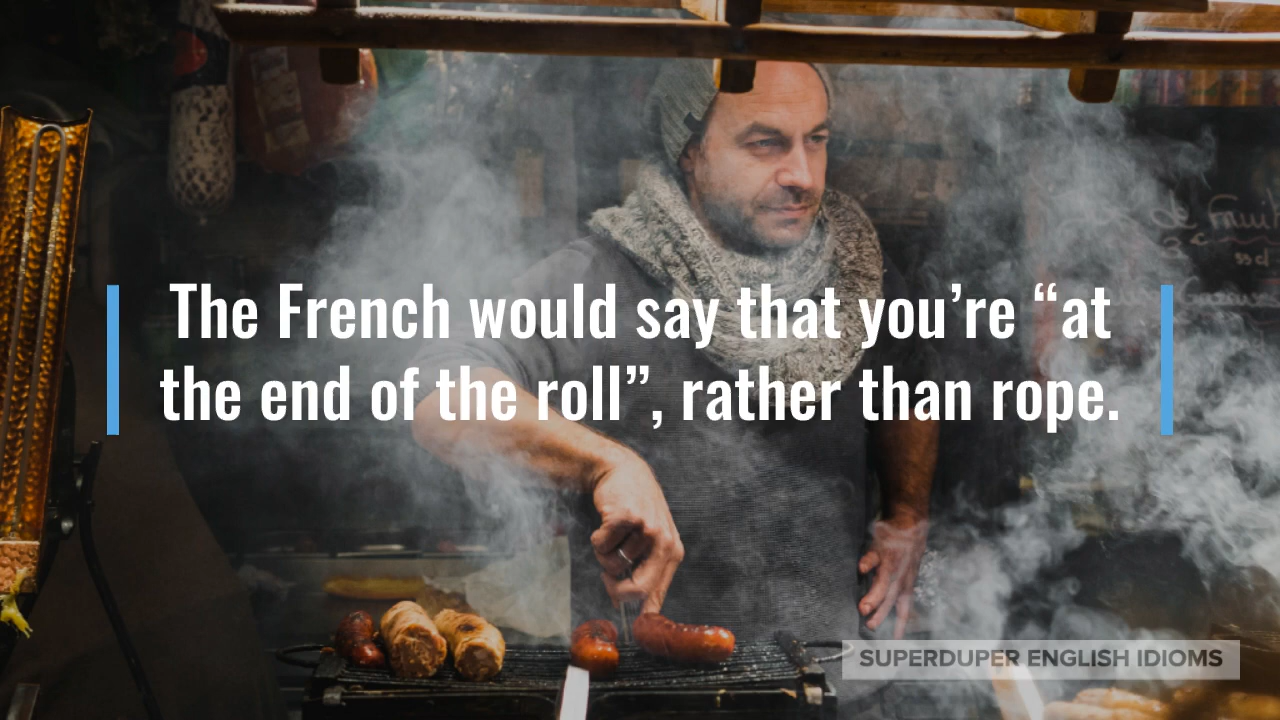 The French would say that you’re “at
the end of the roll”, rather than rope.
SUPERDUPER ENGLISH IDIOMS